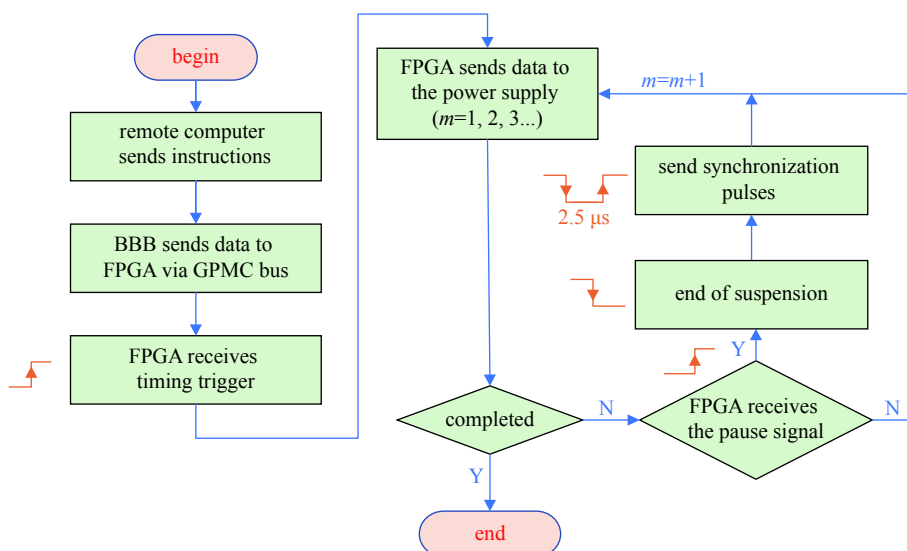 begin
remote computer
sends instructions
BBB sends data to
FPGA via GPMC bus
FPGA receives
timing trigger
FPGA sends data to
the power supply
(m=1, 2, 3...)
completed
Y
end
N
FPGA receives
the pause signal
N
Y
end of suspension
2.5 μs
send synchronization
pulses
m=m+1